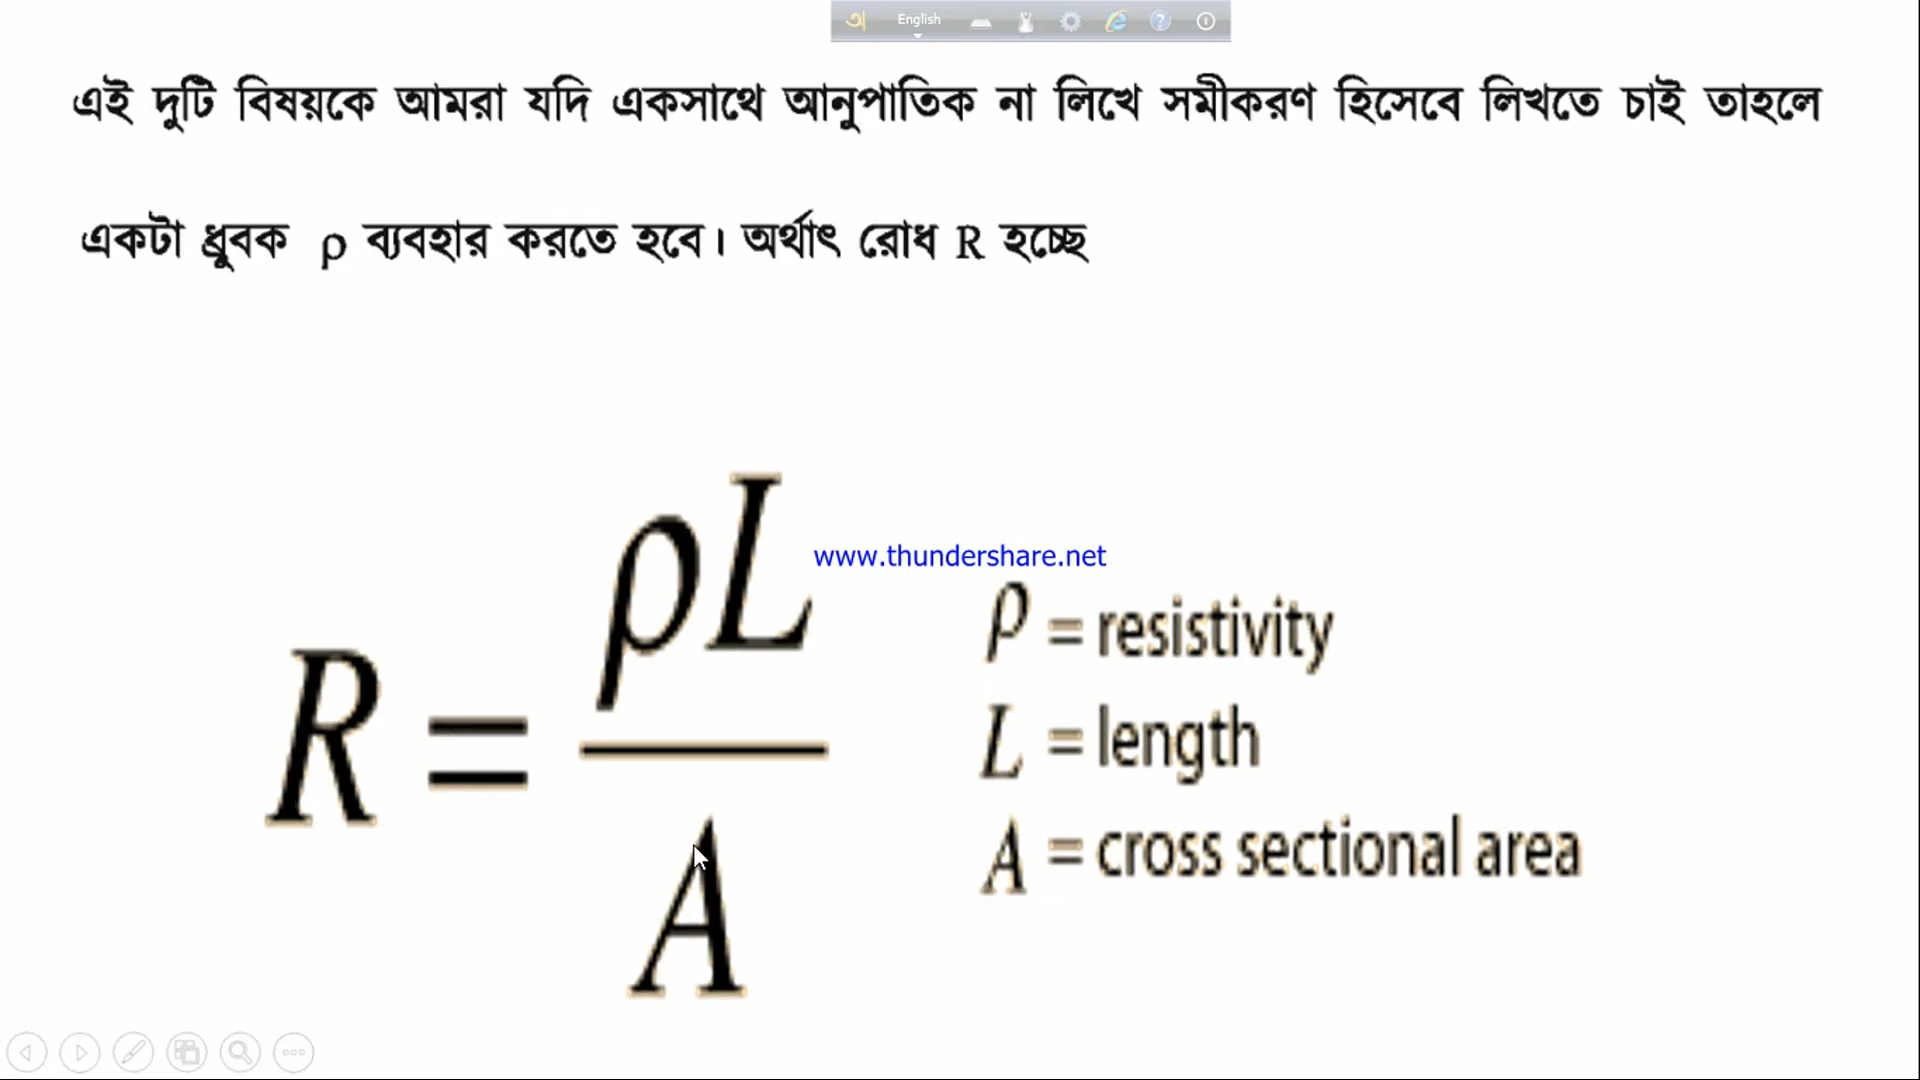 English
এই দুটি বিষয়কে আমরা যদি একসাথে আনুপাতিক না লিখে সমীকরণ হিসেবে লিখতে চাই তাহলে
একটা ধ্রুবক ρ ব্যবহার করতে হবে। অর্থাৎ রোধ R হচ্ছে
www.thundershare.net
R = ρL / A
ρ = resistivity
L = length
A = cross sectional area